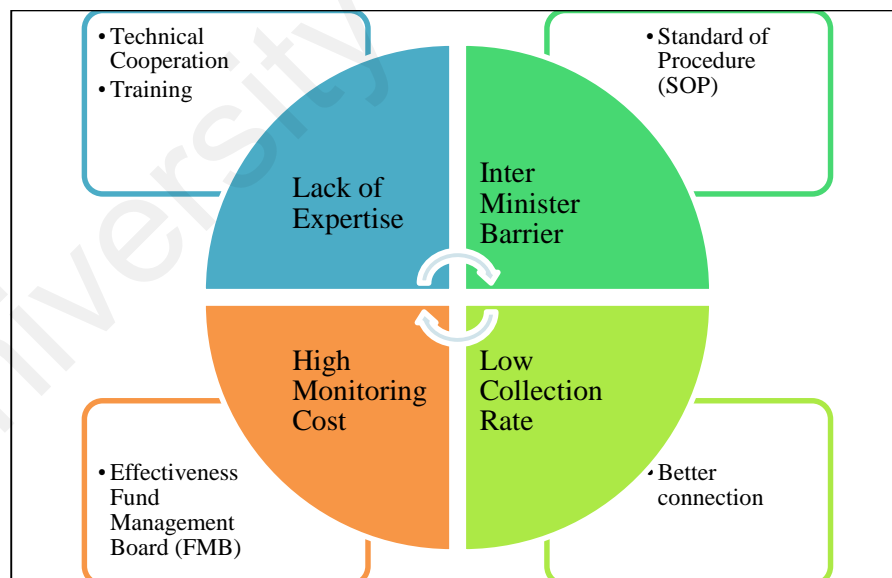 • Technical
Cooperation
• Training
• Standard of
Procedure
(SOP)
Lack of
Expertise
Inter
Minister
Barrier
High
Monitoring
Cost
Low
Collection
Rate
• Effectiveness
Fund
Management
Board (FMB)
• Better
connection
niversity